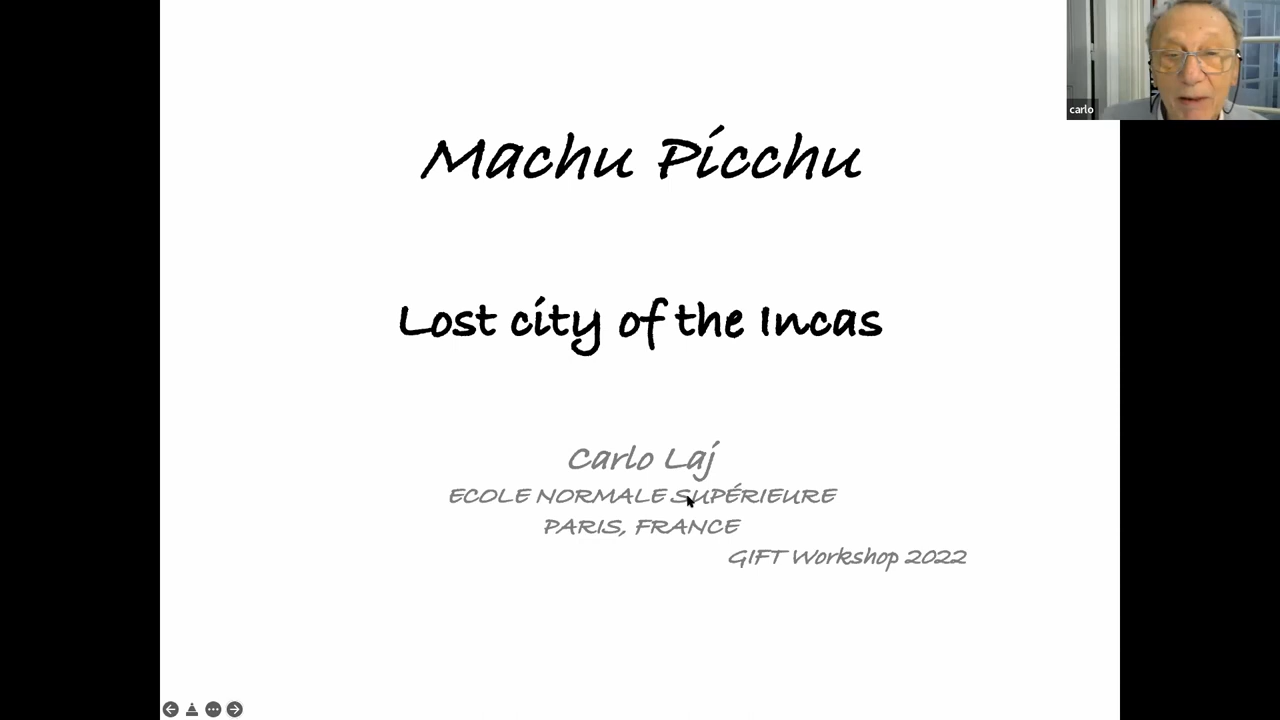 carlo
Machu Picchu
Lost city of the Incas
Carlo Laj
ECOLE NORMALE SUPÉRIEURE
PARIS, FRANCE
GIFT Workshop 2022